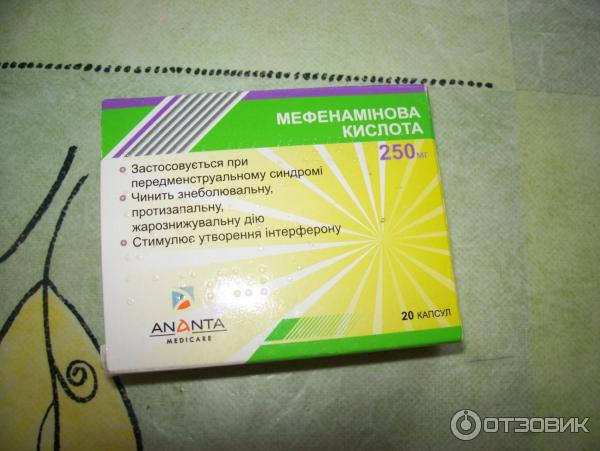 МЕФЕНАМІНОВА
КИСЛОТА
250мг
Застосовується при
передменструальному синдромі
Чинить знеболювальну,
протизапальну,
жарознижувальну дію
Стимулює утворення інтерферону
ANANTA
MEDICARE
20 КАПСУЛ
ОТЗОВИК